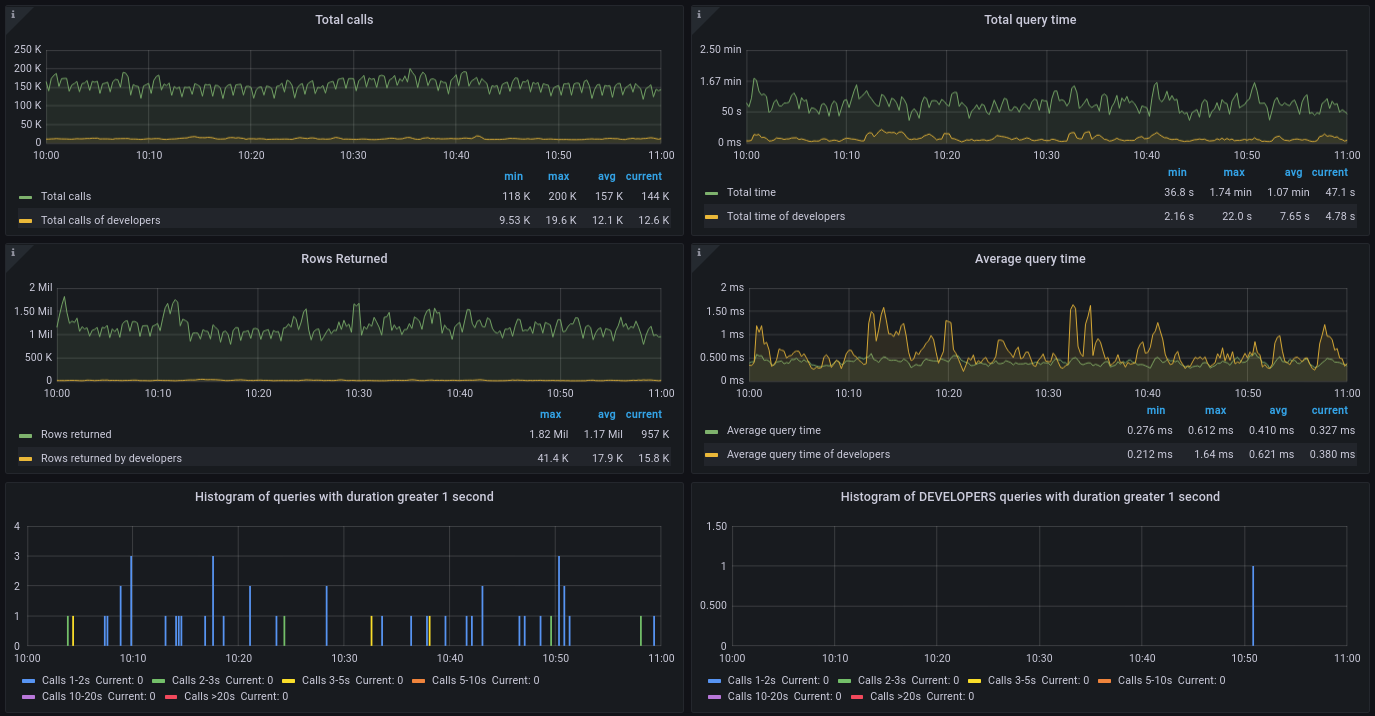 Total calls
250 K
200 K
150 K
100 K
50 K
0
10:00 10:10 10:20 10:30 10:40 10:50 11:00
min max avg current
Total calls 118 K 200 K 157 K 144 K
Total calls of developers 9.53 K 19.6 K 12.1 K 12.6 K
Total query time
2.50 min
1.67 min
50 s
0 ms
10:00 10:10 10:20 10:30 10:40 10:50 11:00
min max avg current
Total time 36.8 s 1.74 min 1.07 min 47.1 s
Total time of developers 2.16 s 22.0 s 7.65 s 4.78 s
Rows Returned
2 Mil
1.50 Mil
1 Mil
500 K
0
10:00 10:10 10:20 10:30 10:40 10:50 11:00
max avg current
Rows returned 1.82 Mil 1.17 Mil 957 K
Rows returned by developers 41.4 K 17.9 K 15.8 K
Average query time
2 ms
1.50 ms
1 ms
0.500 ms
0 ms
10:00 10:10 10:20 10:30 10:40 10:50 11:00
min max avg current
Average query time 0.276 ms 0.612 ms 0.410 ms 0.327 ms
Average query time of developers 0.212 ms 1.64 ms 0.621 ms 0.380 ms
Histogram of queries with duration greater 1 second
4
3
2
1
0
10:00 10:10 10:20 10:30 10:40 10:50 11:00
Calls 1-2s Current: 0 Calls 2-3s Current: 0 Calls 3-5s Current: 0 Calls 5-10s Current: 0
Calls 10-20s Current: 0 Calls >20s Current: 0
Histogram of DEVELOPERS queries with duration greater 1 second
1.50
1
0.500
0
10:00 10:10 10:20 10:30 10:40 10:50 11:00
Calls 1-2s Current: 0 Calls 2-3s Current: 0 Calls 3-5s Current: 0 Calls 5-10s Current: 0
Calls 10-20s Current: 0 Calls >20s Current: 0